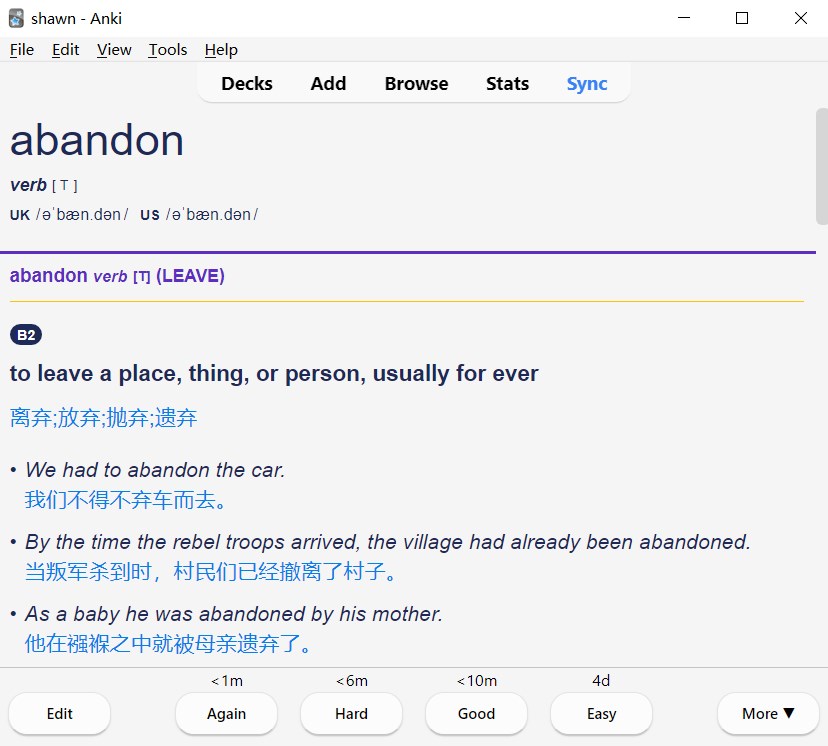 shawn - Anki
File Edit View Tools Help
Decks Add Browse Stats Sync
abandon
verb [ T ]
UK /əˈbæn.dən/ US /əˈbæn.dən/
abandon verb [T] (LEAVE)
B2
to leave a place, thing, or person, usually for ever
离弃;放弃;抛弃;遗弃
• We had to abandon the car.
我们不得不弃车而去。
• By the time the rebel troops arrived, the village had already been abandoned.
当叛军杀到时，村民们已经撤离了村子。
• As a baby he was abandoned by his mother.
他在襁褓之中就被母亲遗弃了。
<1m <6m <10m 4d
Edit Again Hard Good Easy More ▼